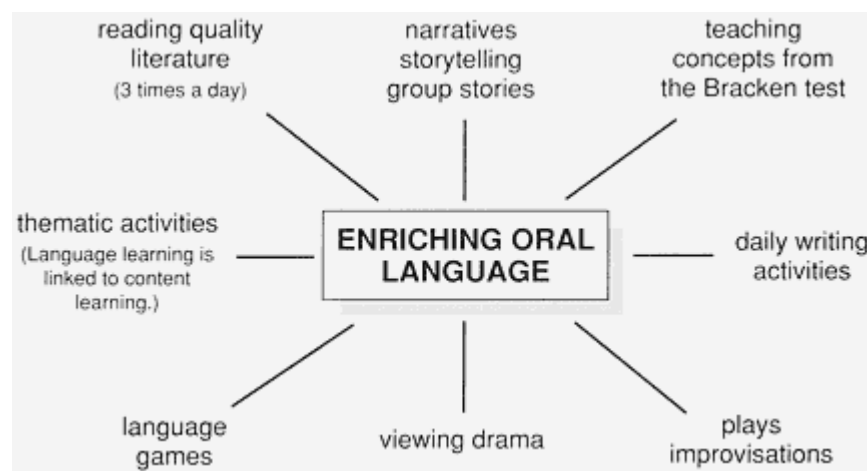 reading quality
literature
(3 times a day)
narratives
storytelling
group stories
teaching
concepts from
the Bracken test
thematic activities
(Language learning is
linked to content
learning.)
ENRICHING ORAL
LANGUAGE
daily writing
activities
language
games
viewing drama
plays
improvisations